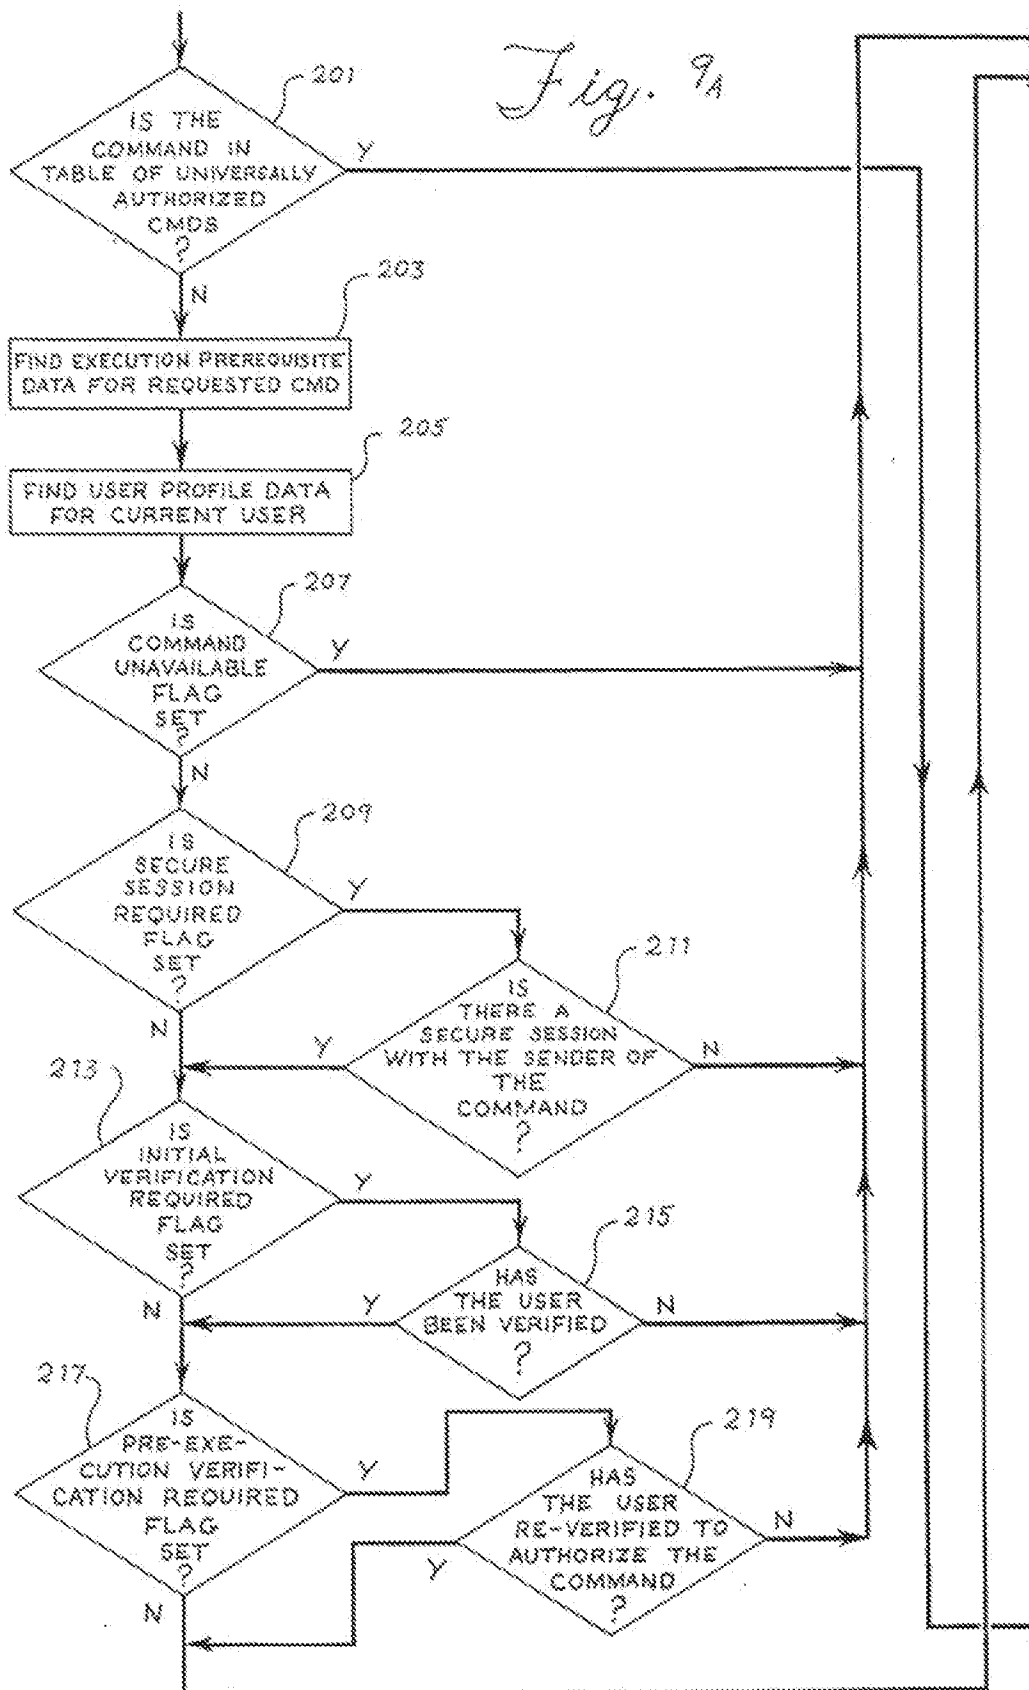 Fig. 9A
201
IS THE
COMMAND IN
TABLE OF UNIVERSALLY
AUTHORIZED
CMDS
?
Y
N
203
FIND EXECUTION PREREQUISITE
DATA FOR REQUESTED CMD
205
FIND USER PROFILE DATA
FOR CURRENT USER
207
IS
COMMAND
UNAVAILABLE
FLAG
SET
?
Y
N
209
IS
SECURE
SESSION
REQUIRED
FLAG
SET
?
Y
N
211
IS
THERE A
SECURE SESSION
WITH THE SENDER OF
THE
COMMAND
?
Y
N
213
IS
INITIAL
VERIFICATION
REQUIRED
FLAG
SET
?
Y
N
215
HAS
THE USER
BEEN VERIFIED
?
Y
N
217
IS
PRE-EXE-
CUTION VERIFI-
CATION REQUIRED
FLAG
SET
?
Y
N
219
HAS
THE USER
RE-VERIFIED TO
AUTHORIZE THE
COMMAND
?
Y
N